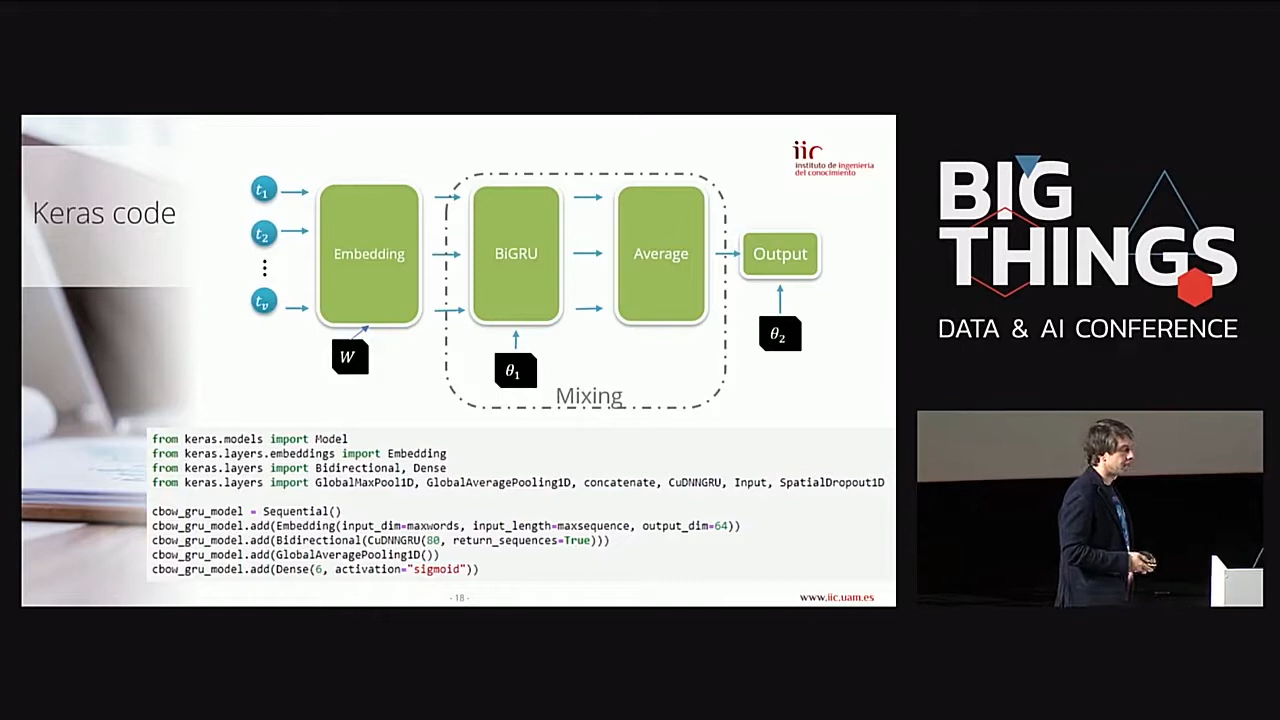 Keras code
iic
instituto de ingeniería
del conocimiento
t₁
t₂
⋮
tᵥ
Embedding
BiGRU
Average
Output
W
θ₁
θ₂
Mixing
from keras.models import Model
from keras.layers.embeddings import Embedding
from keras.layers import Bidirectional, Dense
from keras.layers import GlobalMaxPool1D, GlobalAveragePooling1D, concatenate, CuDNNGRU, Input, SpatialDropout1D
cbow_gru_model = Sequential()
cbow_gru_model.add(Embedding(input_dim=maxwords, input_length=maxsequence, output_dim=64))
cbow_gru_model.add(Bidirectional(CuDNNGRU(80, return_sequences=True)))
cbow_gru_model.add(GlobalAveragePooling1D())
cbow_gru_model.add(Dense(6, activation="sigmoid"))
- 18 -
www.iic.uam.es
BIG
THINGS
DATA & AI CONFERENCE